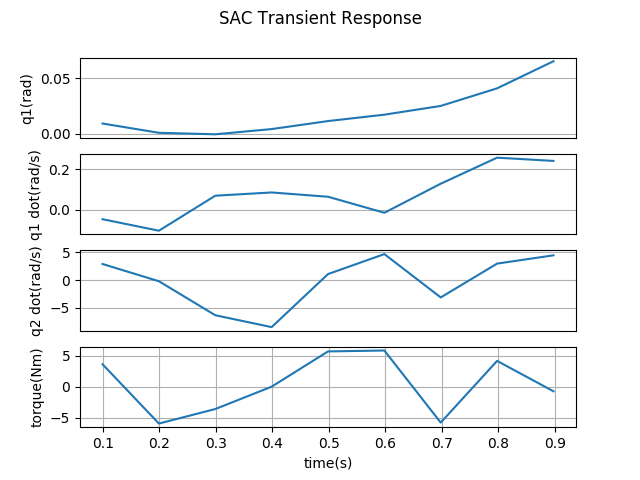 SAC Transient Response
q1(rad)
0.05
0.00
q1 dot(rad/s)
0.2
0.0
q2 dot(rad/s)
5
0
−5
torque(Nm)
5
0
−5
0.1 0.2 0.3 0.4 0.5 0.6 0.7 0.8 0.9
time(s)